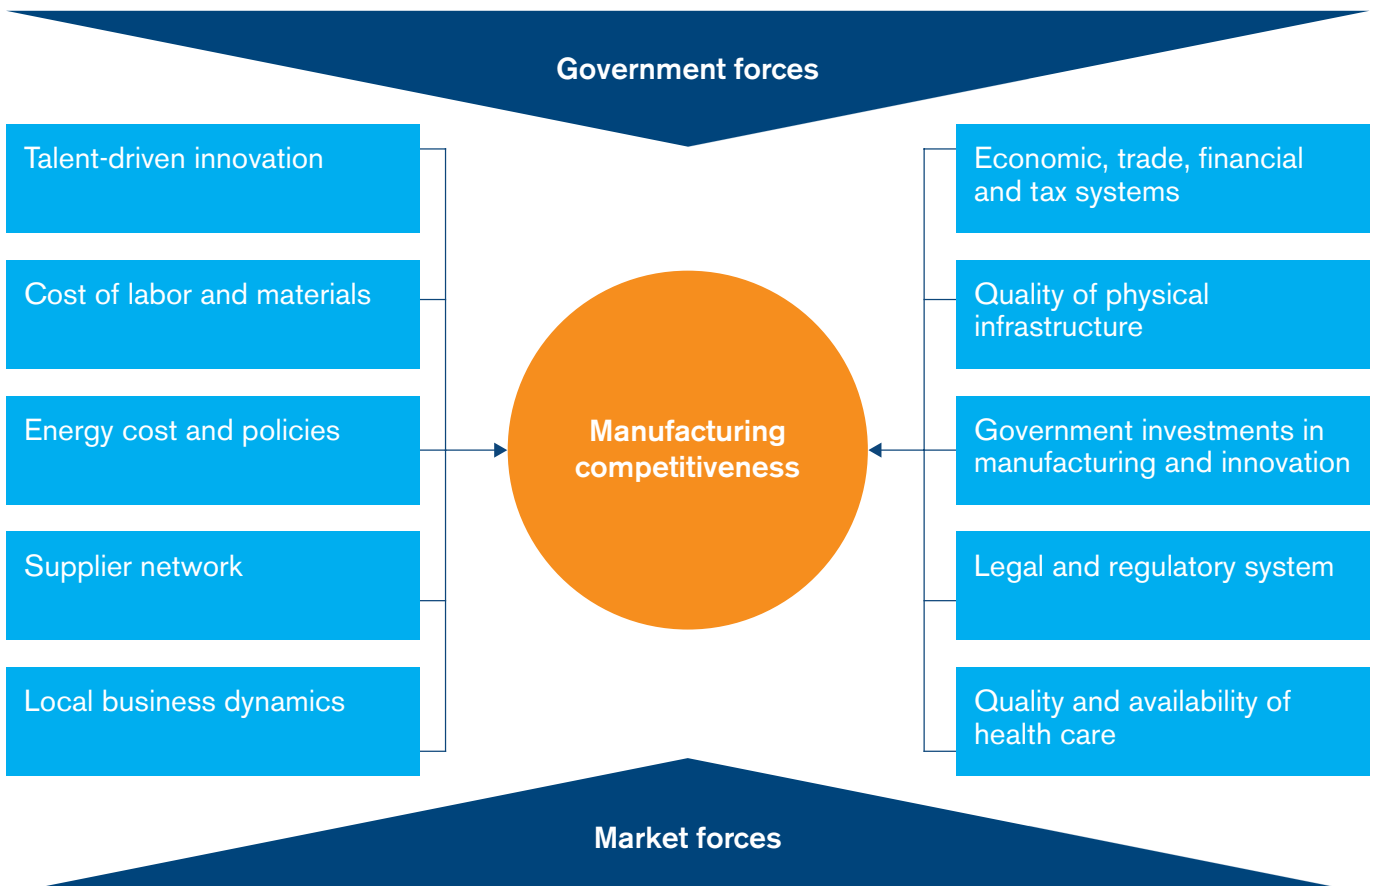 Government forces
Talent-driven innovation
Cost of labor and materials
Energy cost and policies
Supplier network
Local business dynamics
Manufacturing
competitiveness
Economic, trade, financial
and tax systems
Quality of physical
infrastructure
Government investments in
manufacturing and innovation
Legal and regulatory system
Quality and availability of
health care
Market forces